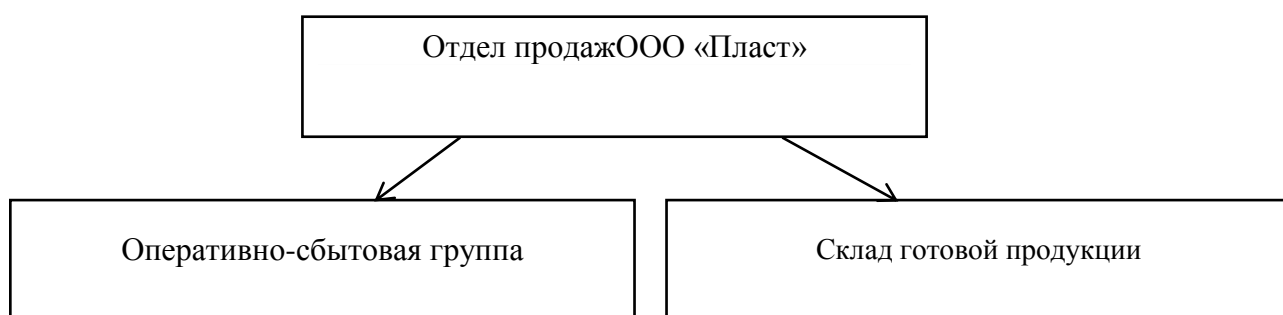 Отдел продажООО «Пласт»
Оперативно-сбытовая группа
Склад готовой продукции